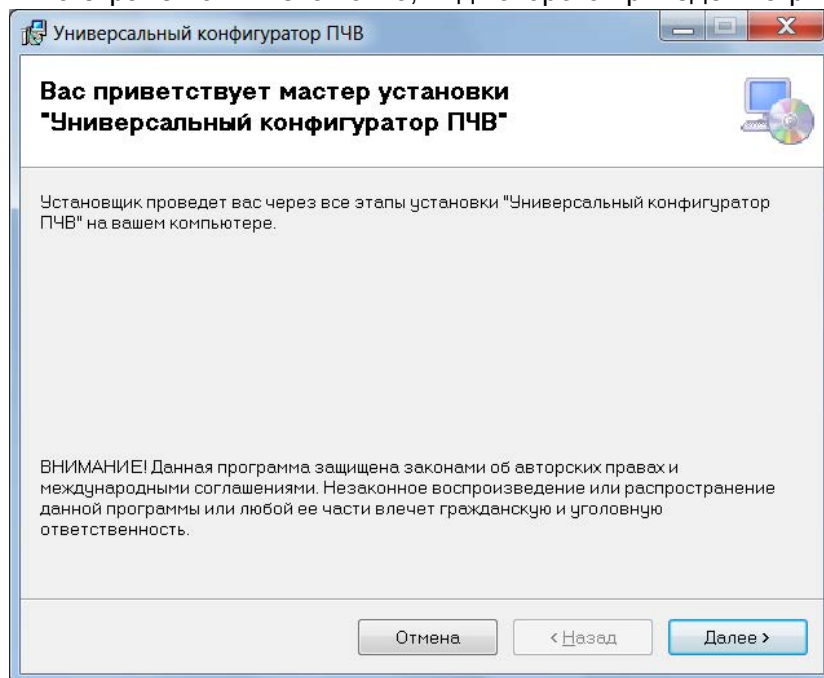 Универсальный конфигуратор ПЧВ
Вас приветствует мастер установки
"Универсальный конфигуратор ПЧВ"
Установщик проведет вас через все этапы установки "Универсальный конфигуратор
ПЧВ" на вашем компьютере.
ВНИМАНИЕ! Данная программа защищена законами об авторских правах и
международными соглашениями. Незаконное воспроизведение или распространение
данной программы или любой ее части влечет гражданскую и уголовную
ответственность.
Отмена
< Назад
Далее >